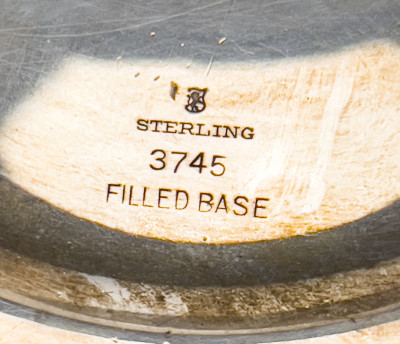 STERLING
3745
FILLED BASE